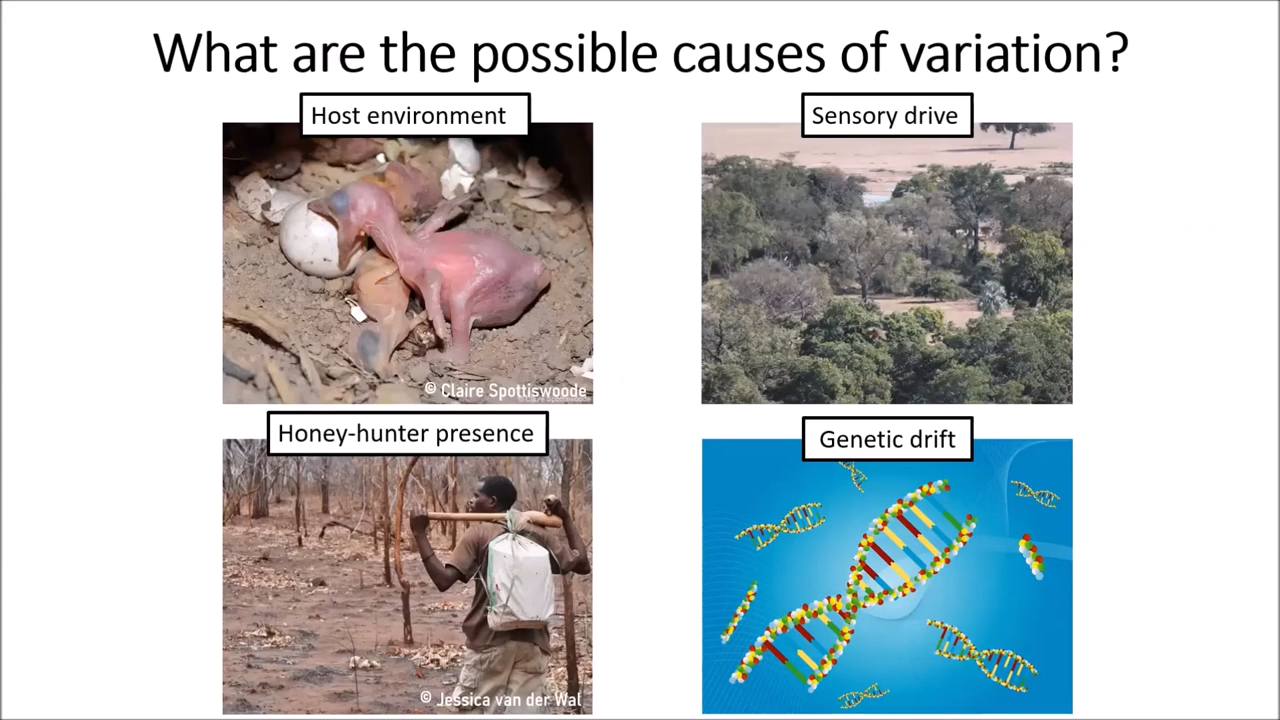 What are the possible causes of variation?
Host environment
Sensory drive
© Claire Spottiswoode
Honey-hunter presence
Genetic drift
© Jessica van der Wal